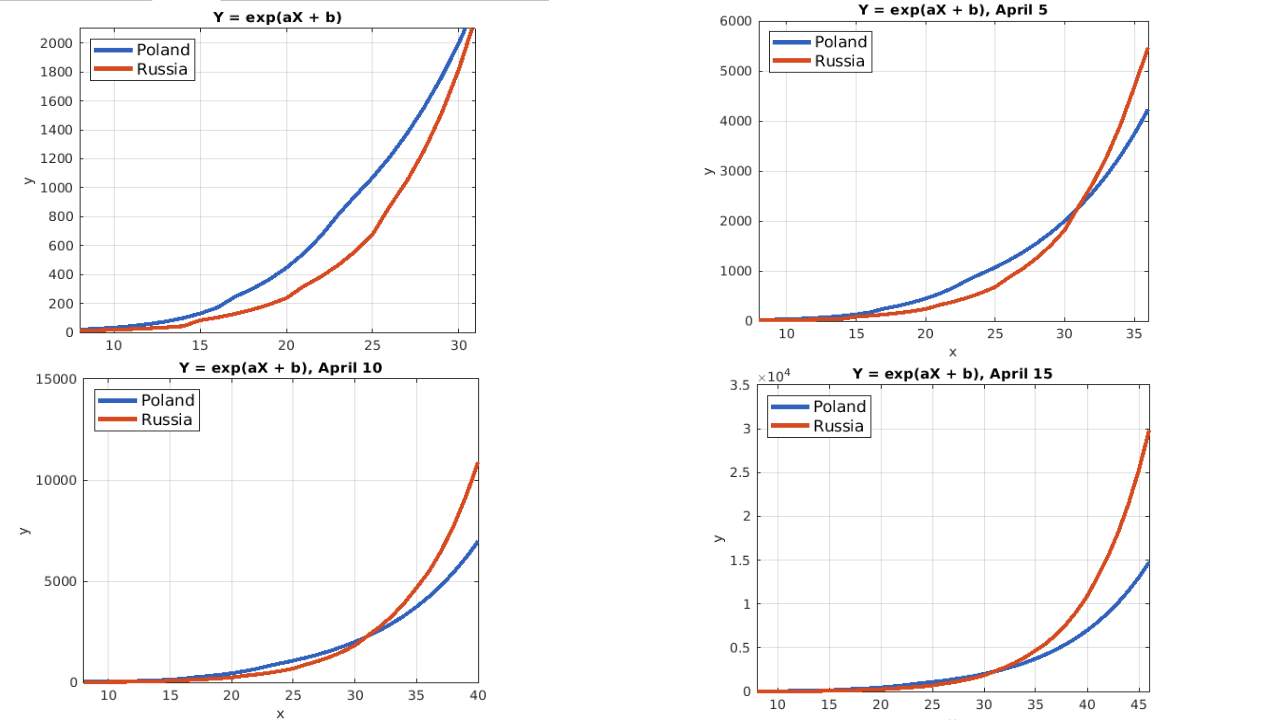 Y = exp(aX + b)
Poland
Russia
2000
1800
1600
1400
1200
1000
800
600
400
200
0
y
10 15 20 25 30
Y = exp(aX + b), April 5
Poland
Russia
6000
5000
4000
3000
2000
1000
0
y
10 15 20 25 30 35
x
Y = exp(aX + b), April 10
Poland
Russia
15000
10000
5000
0
y
10 15 20 25 30 35 40
x
Y = exp(aX + b), April 15
×10⁴
Poland
Russia
3.5
3
2.5
2
1.5
1
0.5
0
y
10 15 20 25 30 35 40 45